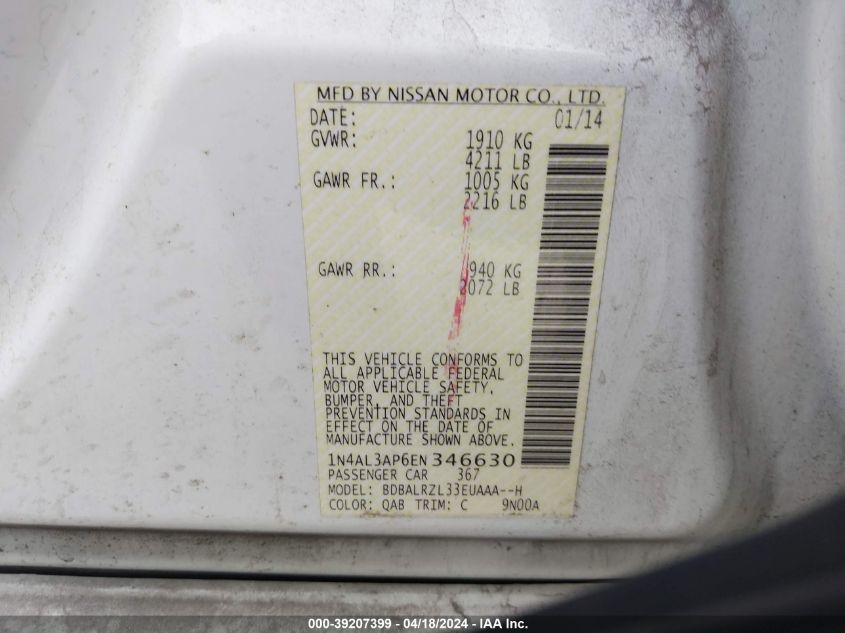 MFD BY NISSAN MOTOR CO., LTD.
DATE: 01/14
GVWR: 1910 KG
4211 LB
GAWR FR.: 1005 KG
2216 LB
GAWR RR.: 940 KG
2072 LB
THIS VEHICLE CONFORMS TO
ALL APPLICABLE FEDERAL
MOTOR VEHICLE SAFETY,
BUMPER, AND THEFT
PREVENTION STANDARDS IN
EFFECT ON THE DATE OF
MANUFACTURE SHOWN ABOVE.
1N4AL3AP6EN 346630
PASSENGER CAR 367
MODEL: BDBALRZL33EUAAA--H
COLOR: QAB TRIM: C 9N00A
000-39207399 - 04/18/2024 - IAA Inc.